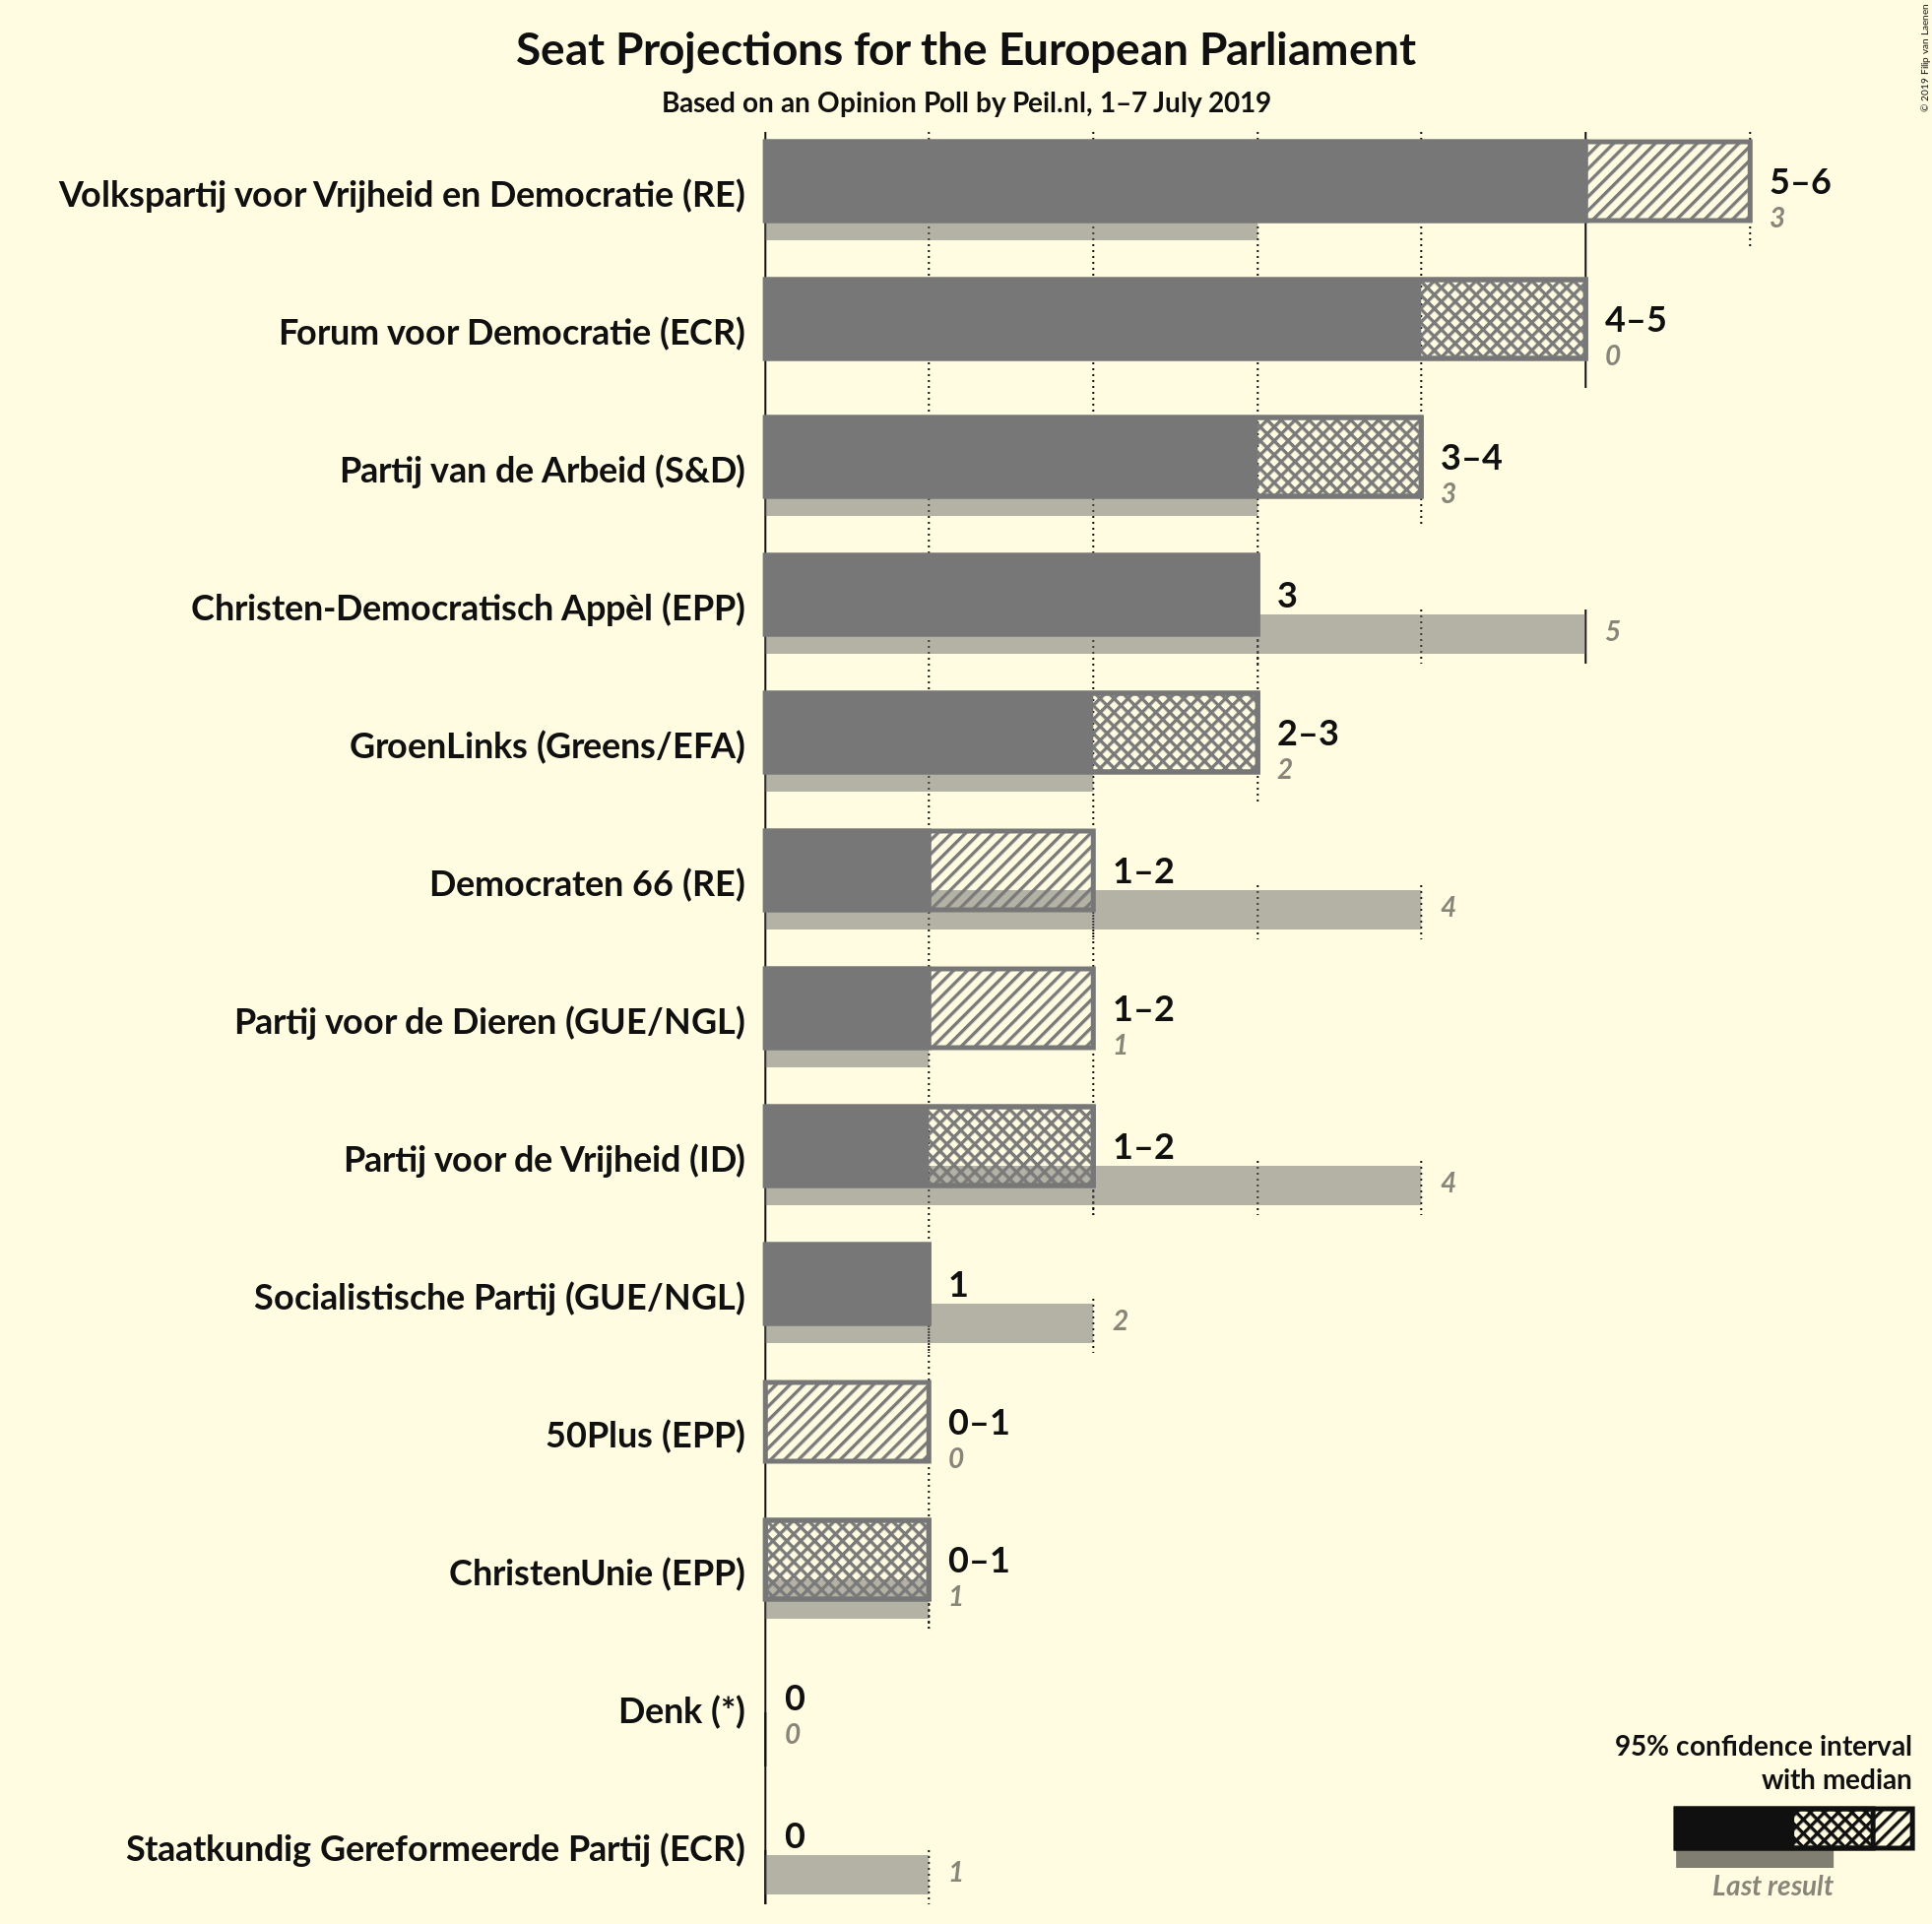 Seat Projections for the European Parliament
Based on an Opinion Poll by Peil.nl, 1–7 July 2019
© 2019 Filip van Laenen
Volkspartij voor Vrijheid en Democratie (RE)
5–6
3
Forum voor Democratie (ECR)
4–5
0
Partij van de Arbeid (S&D)
3–4
3
Christen-Democratisch Appèl (EPP)
3
5
GroenLinks (Greens/EFA)
2–3
2
Democraten 66 (RE)
1–2
4
Partij voor de Dieren (GUE/NGL)
1–2
1
Partij voor de Vrijheid (ID)
1–2
4
Socialistische Partij (GUE/NGL)
1
2
50Plus (EPP)
0–1
0
ChristenUnie (EPP)
0–1
1
Denk (*)
0
0
Staatkundig Gereformeerde Partij (ECR)
0
1
95% confidence interval
with median
Last result